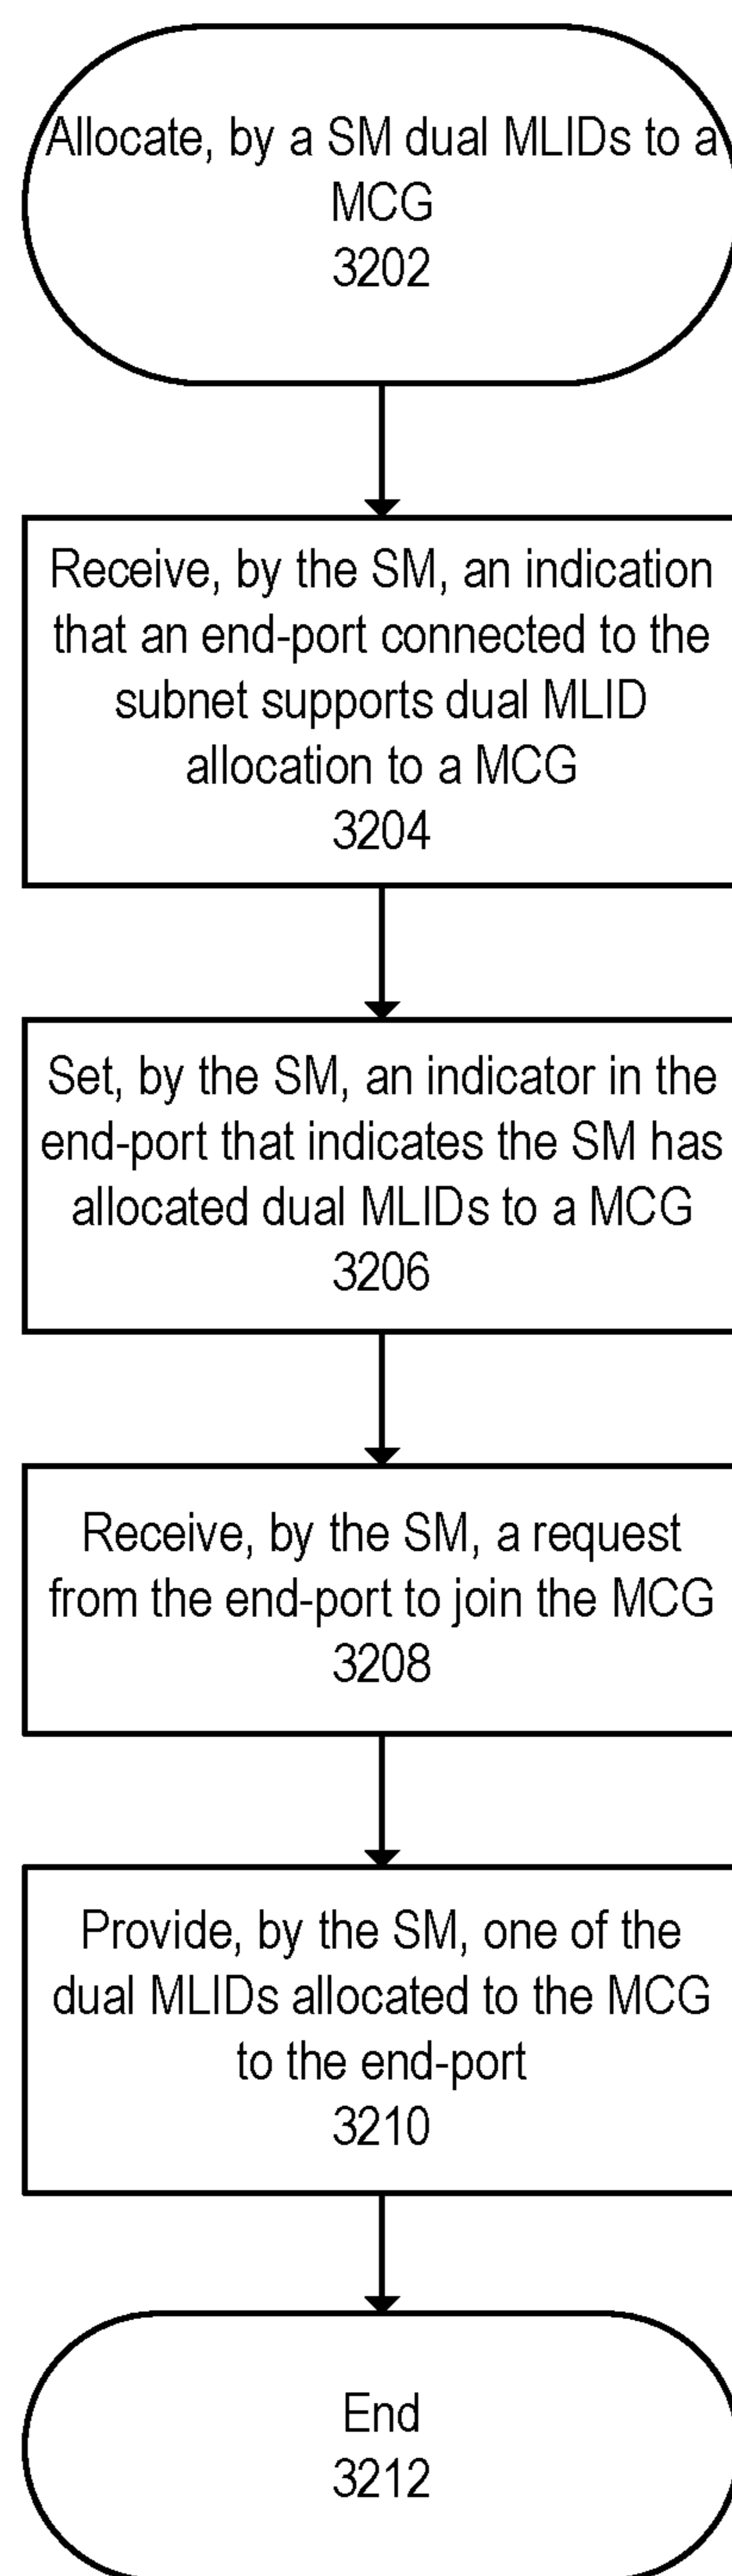 Allocate, by a SM dual MLIDs to a
MCG
3202
Receive, by the SM, an indication
that an end-port connected to the
subnet supports dual MLID
allocation to a MCG
3204
Set, by the SM, an indicator in the
end-port that indicates the SM has
allocated dual MLIDs to a MCG
3206
Receive, by the SM, a request
from the end-port to join the MCG
3208
Provide, by the SM, one of the
dual MLIDs allocated to the MCG
to the end-port
3210
End
3212